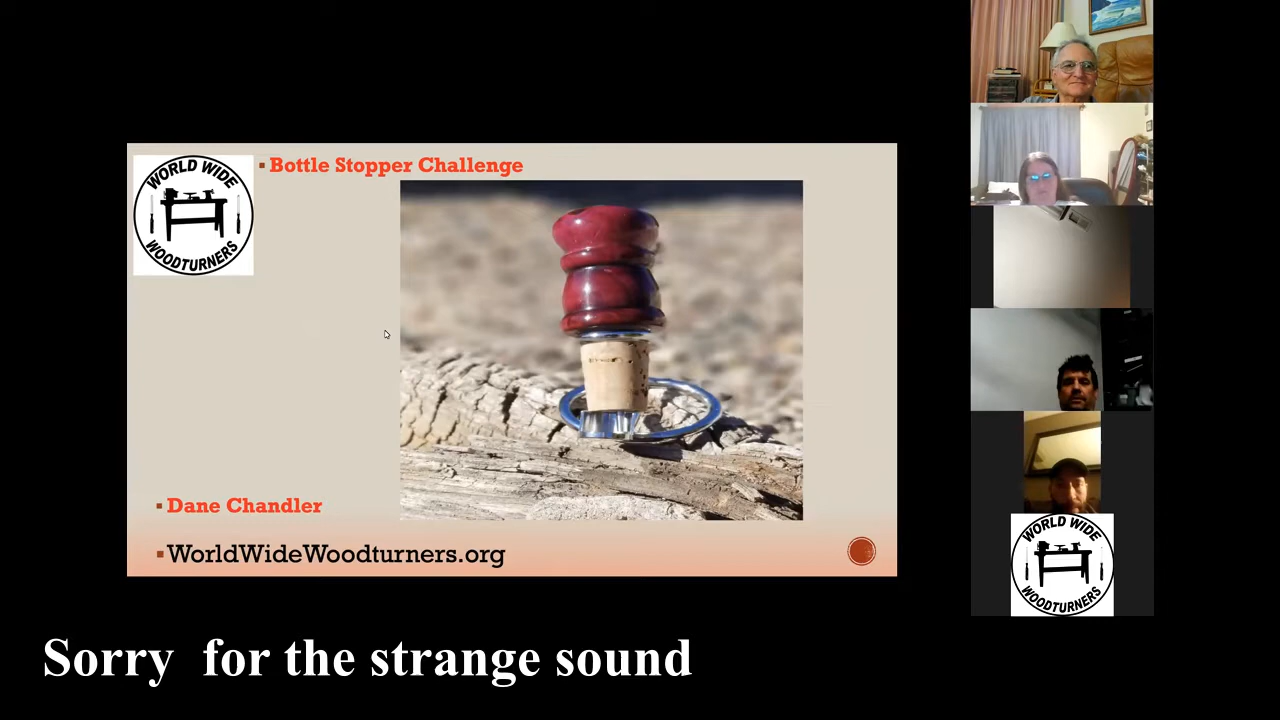 WORLD WIDE
WOODTURNERS
Bottle Stopper Challenge
Dane Chandler
WorldWideWoodturners.org
WORLD WIDE
WOODTURNERS
Sorry for the strange sound